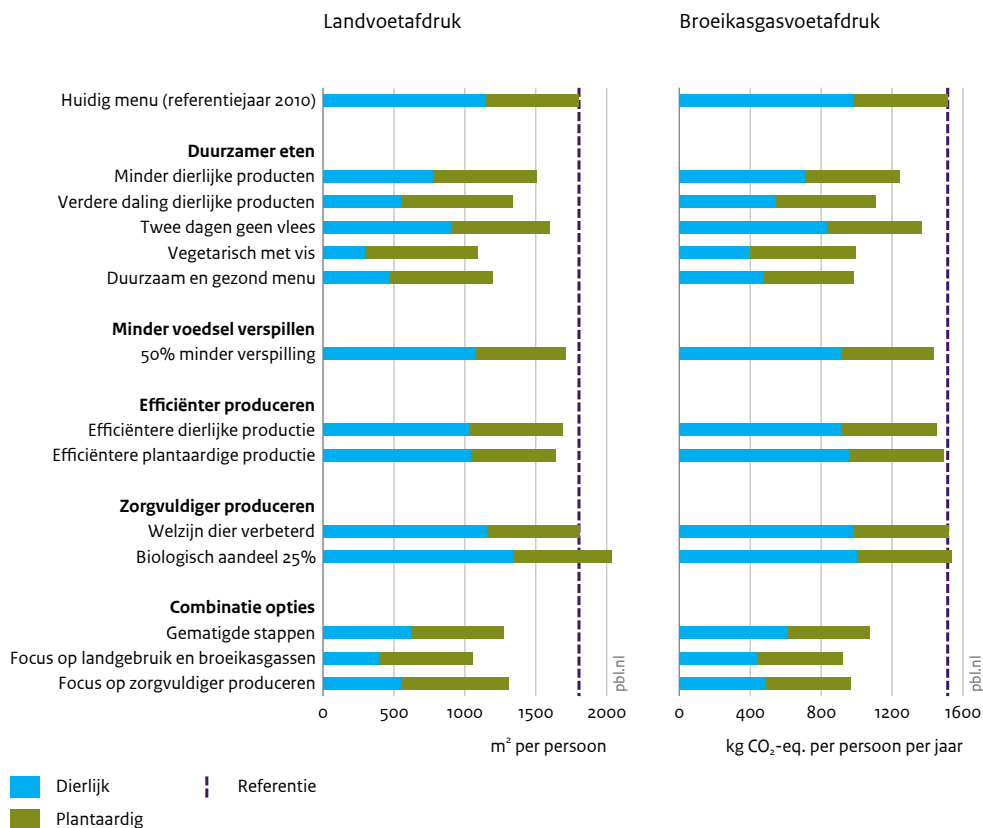 Landvoetafdruk
Broeikasgasvoetafdruk
Huidig menu (referentiejaar 2010)
Duurzamer eten
Minder dierlijke producten
Verdere daling dierlijke producten
Twee dagen geen vlees
Vegetarisch met vis
Duurzaam en gezond menu
Minder voedsel verspillen
50% minder verspilling
Efficiënter produceren
Efficiëntere dierlijke productie
Efficiëntere plantaardige productie
Zorgvuldiger produceren
Welzijn dier verbeterd
Biologisch aandeel 25%
Combinatie opties
Gematigde stappen
Focus op landgebruik en broeikasgassen
Focus op zorgvuldiger produceren
0 500 1000 1500 2000
m² per persoon
pbl.nl
0 400 800 1200 1600
kg CO₂-eq. per persoon per jaar
pbl.nl
Dierlijk
Referentie
Plantaardig